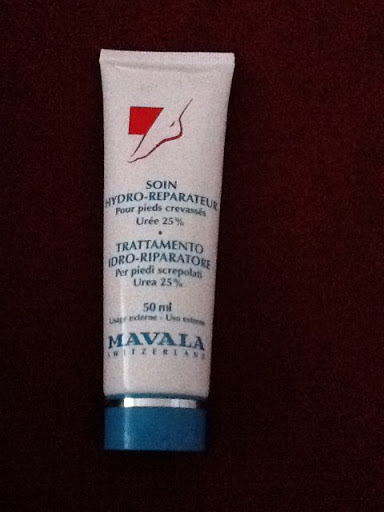 SOIN
HYDRO-REPARATEUR
Pour pieds crevassés
Urée 25%
•
TRATTAMENTO
IDRO-RIPARATORE
Per piedi screpolati
Urea 25%
50 ml
Usage externe - Uso esterno
MAVALA
SWITZERLAND